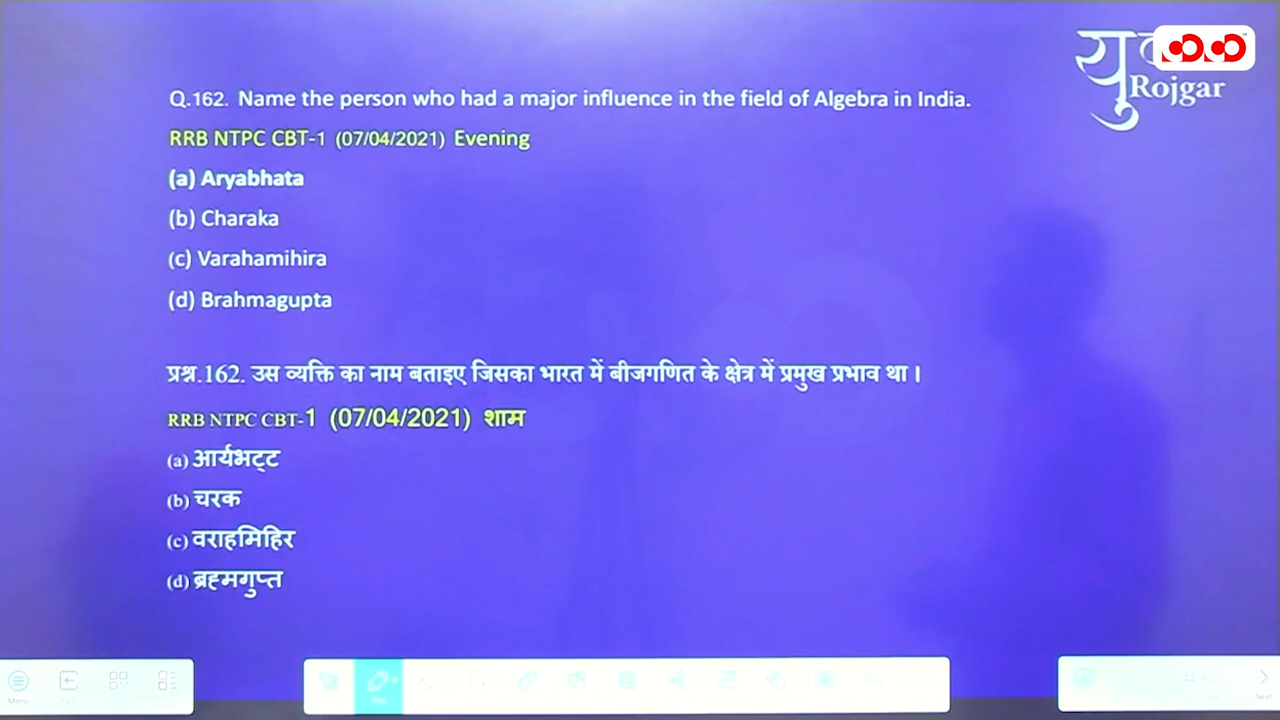 यु
Rojgar
Q.162. Name the person who had a major influence in the field of Algebra in India.
RRB NTPC CBT-1 (07/04/2021) Evening
(a) Aryabhata
(b) Charaka
(c) Varahamihira
(d) Brahmagupta
प्रश्न.162. उस व्यक्ति का नाम बताइए जिसका भारत में बीजगणित के क्षेत्र में प्रमुख प्रभाव था।
RRB NTPC CBT-1 (07/04/2021) शाम
(a) आर्यभट्ट
(b) चरक
(c) वराहमिहिर
(d) ब्रह्मगुप्त
Menu
Next